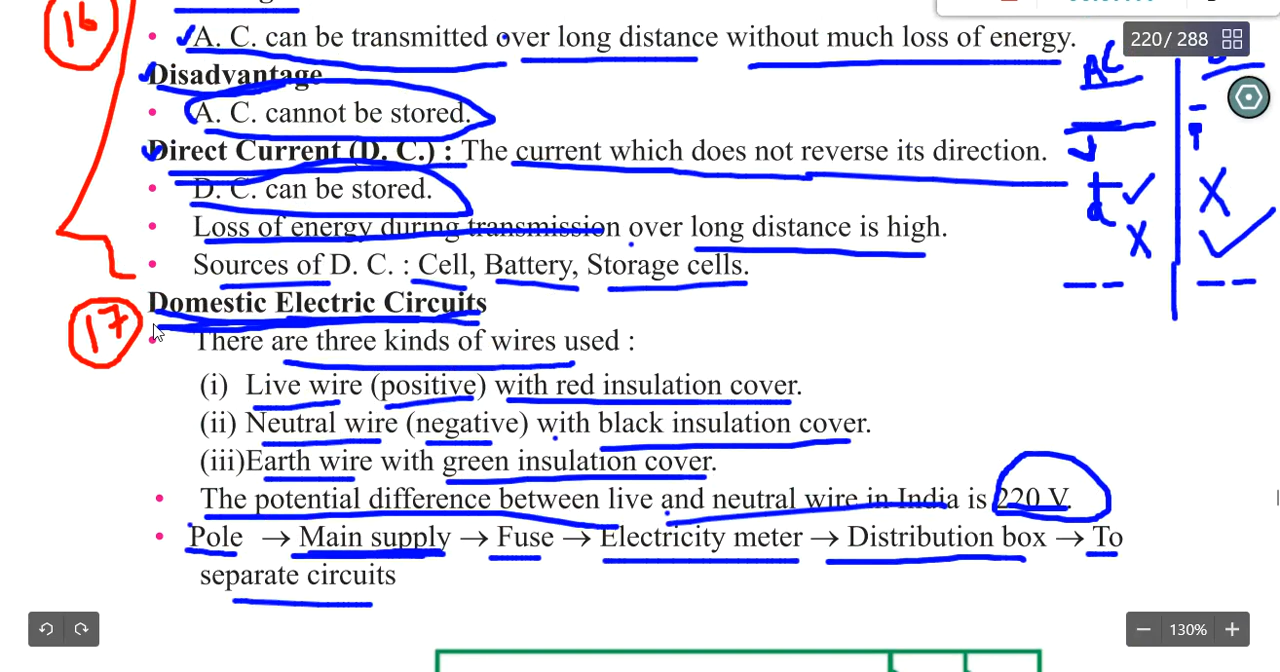 16
• A. C. can be transmitted over long distance without much loss of energy.
220 / 288
AC
Disadvantage
• A. C. cannot be stored.
Direct Current (D. C.) : The current which does not reverse its direction.
• D. C. can be stored.
• Loss of energy during transmission over long distance is high.
• Sources of D. C. : Cell, Battery, Storage cells.
17
Domestic Electric Circuits
• There are three kinds of wires used :
(i) Live wire (positive) with red insulation cover.
(ii) Neutral wire (negative) with black insulation cover.
(iii)Earth wire with green insulation cover.
• The potential difference between live and neutral wire in India is 220 V.
• Pole → Main supply → Fuse → Electricity meter → Distribution box → To
separate circuits
130%